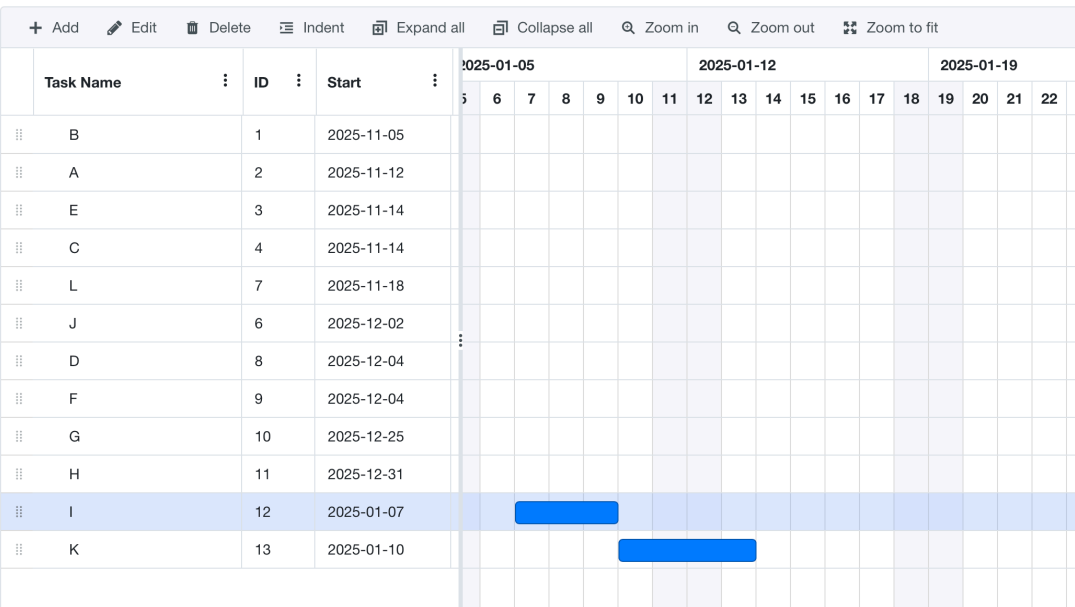 Add Edit Delete Indent Expand all Collapse all Zoom in Zoom out Zoom to fit
Task Name ID Start
2025-01-05 2025-01-12 2025-01-19
5 6 7 8 9 10 11 12 13 14 15 16 17 18 19 20 21 22
B 1 2025-11-05
A 2 2025-11-12
E 3 2025-11-14
C 4 2025-11-14
L 7 2025-11-18
J 6 2025-12-02
D 8 2025-12-04
F 9 2025-12-04
G 10 2025-12-25
H 11 2025-12-31
I 12 2025-01-07
K 13 2025-01-10